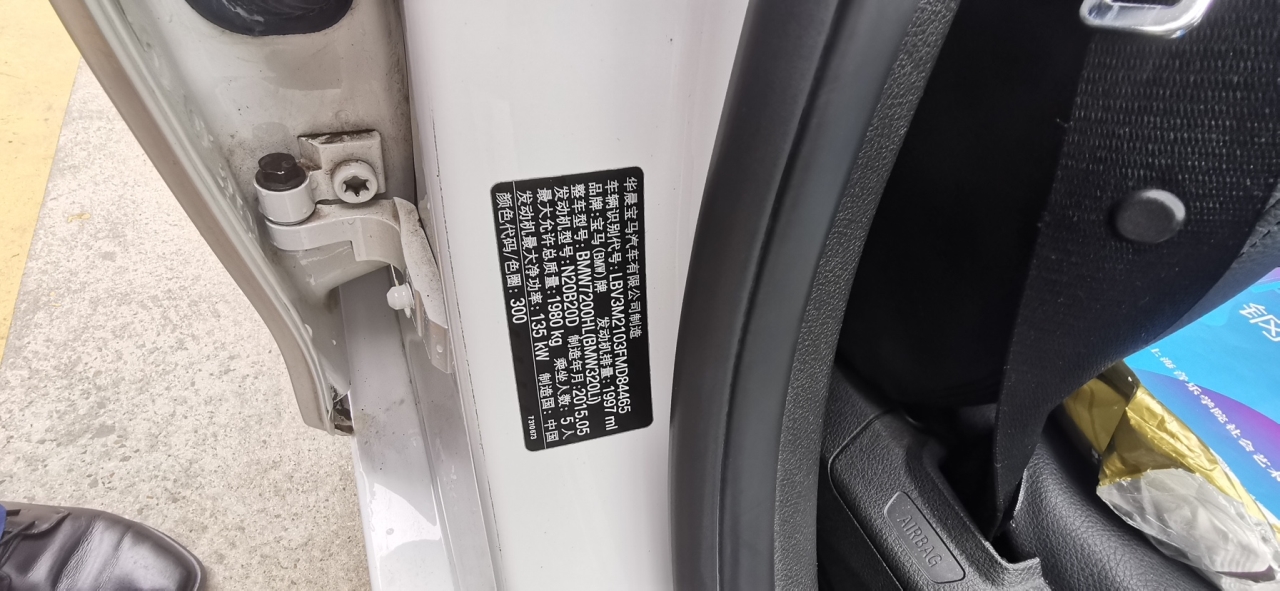 华晨宝马汽车有限公司制造
车辆识别代号: LBV3M2103FMD84465
品牌: 宝马(BMW)牌 发动机排量: 1997 ml
整车型号: BMW7200HL(BMW320Li)
发动机型号: N20B20D 制造年月: 2015.05
最大允许总质量: 1980 kg 乘坐人数: 5人
发动机最大净功率: 135 kW 制造国: 中国
颜色代码/色圈: 300
AIRBAG